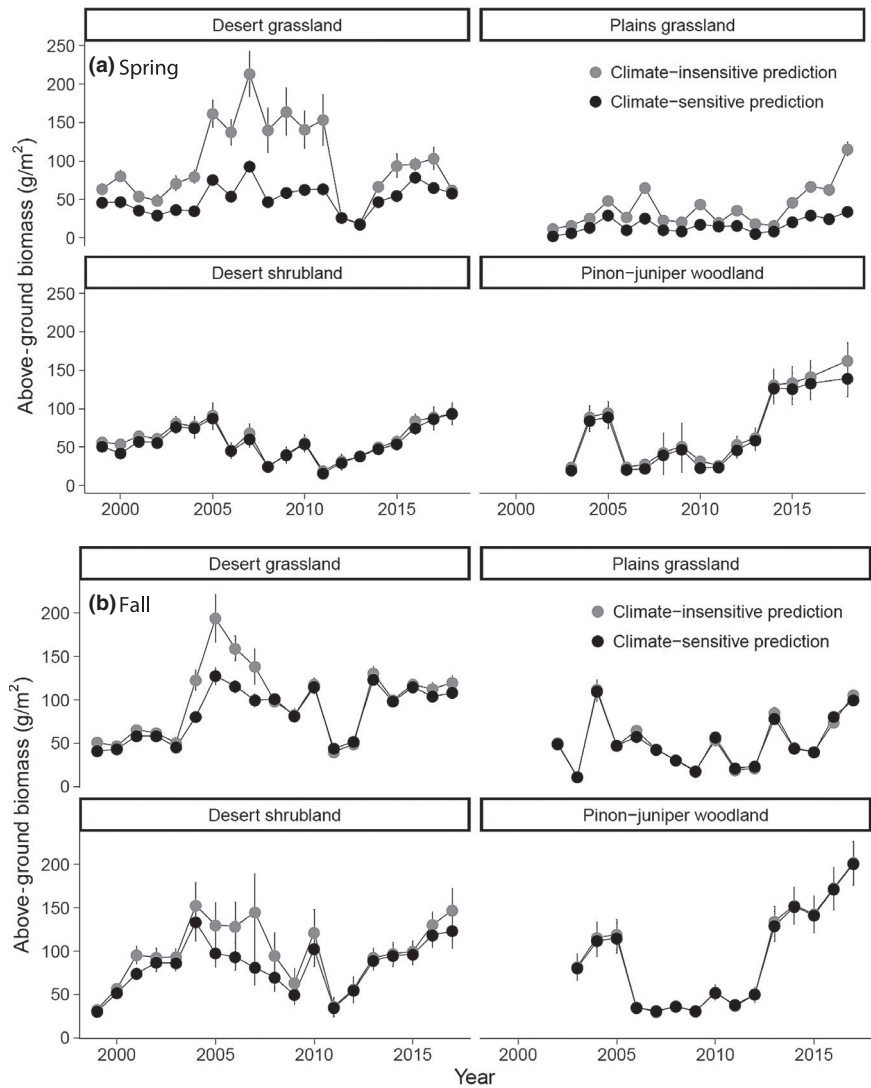 Desert grassland
Plains grassland
(a) Spring
Climate−insensitive prediction
Climate−sensitive prediction
250
200
150
100
50
0
Desert shrubland
Pinon−juniper woodland
250
200
150
100
50
0
Above-ground biomass (g/m²)
2000 2005 2010 2015
2000 2005 2010 2015
Desert grassland
Plains grassland
(b) Fall
Climate−insensitive prediction
Climate−sensitive prediction
200
150
100
50
0
Desert shrubland
Pinon−juniper woodland
200
150
100
50
0
Above-ground biomass (g/m²)
2000 2005 2010 2015
2000 2005 2010 2015
Year